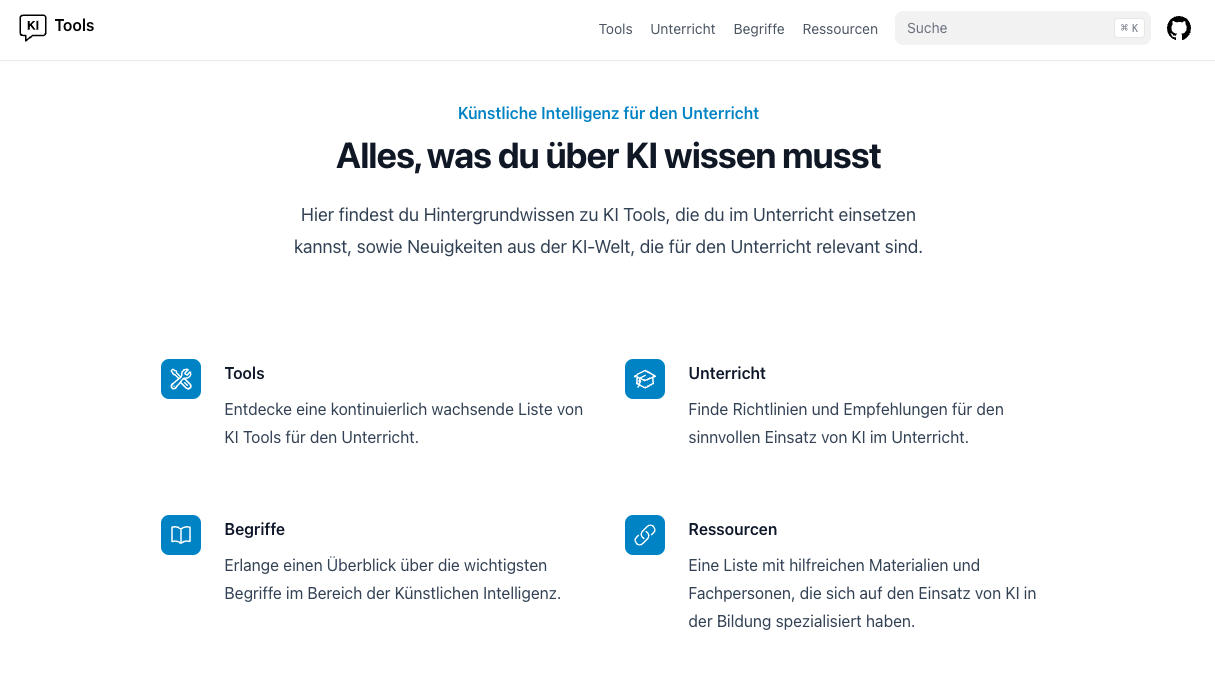 KI Tools
Tools Unterricht Begriffe Ressourcen Suche ⌘ K
Künstliche Intelligenz für den Unterricht
Alles, was du über KI wissen musst
Hier findest du Hintergrundwissen zu KI Tools, die du im Unterricht einsetzen
kannst, sowie Neuigkeiten aus der KI-Welt, die für den Unterricht relevant sind.
Tools
Entdecke eine kontinuierlich wachsende Liste von
KI Tools für den Unterricht.
Unterricht
Finde Richtlinien und Empfehlungen für den
sinnvollen Einsatz von KI im Unterricht.
Begriffe
Erlange einen Überblick über die wichtigsten
Begriffe im Bereich der Künstlichen Intelligenz.
Ressourcen
Eine Liste mit hilfreichen Materialien und
Fachpersonen, die sich auf den Einsatz von KI in
der Bildung spezialisiert haben.